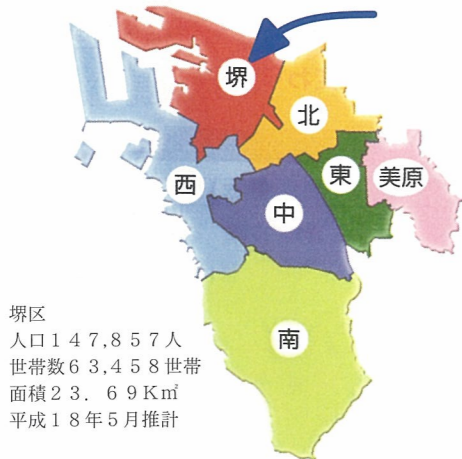 堺
北
西
東
美原
中
南
堺区
人口１４７,８５７人
世帯数６３,４５８世帯
面積２３．６９K㎡
平成１８年５月推計